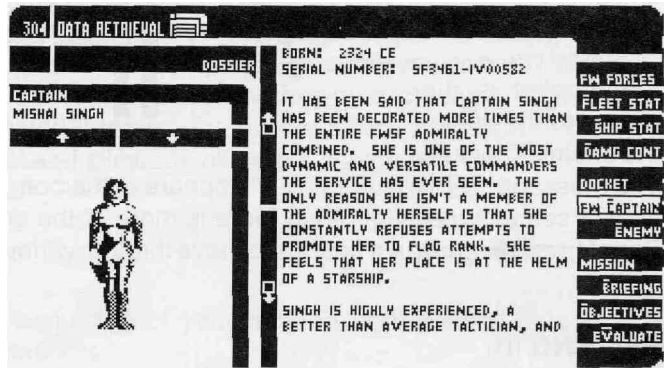 304 DATA RETRIEVAL
DOSSIER
CAPTAIN
MISHAI SINGH
BORN: 2324 CE
SERIAL NUMBER: SF3461-IV00582
IT HAS BEEN SAID THAT CAPTAIN SINGH
HAS BEEN DECORATED MORE TIMES THAN
THE ENTIRE FWSF ADMIRALTY
COMBINED. SHE IS ONE OF THE MOST
DYNAMIC AND VERSATILE COMMANDERS
THE SERVICE HAS EVER SEEN. THE
ONLY REASON SHE ISN'T A MEMBER OF
THE ADMIRALTY HERSEL IS THAT SHE
CONSTANTLY REFUSES ATTEMPTS TO
PROMOTE HER TO FLAG RANK. SHE
FEELS THAT HER PLACE IS AT THE HELM
OF A STARSHIP.
SINGH IS HIGHLY EXPERIENCED, A
BETTER THAN AVERAGE TACTICIAN, AND
FW FORCES
FLEET STAT
SHIP STAT
DAMG CONT
DOCKET
FW CAPTAIN
ENEMY
MISSION
BRIEFING
OBJECTIVES
EVALUATE